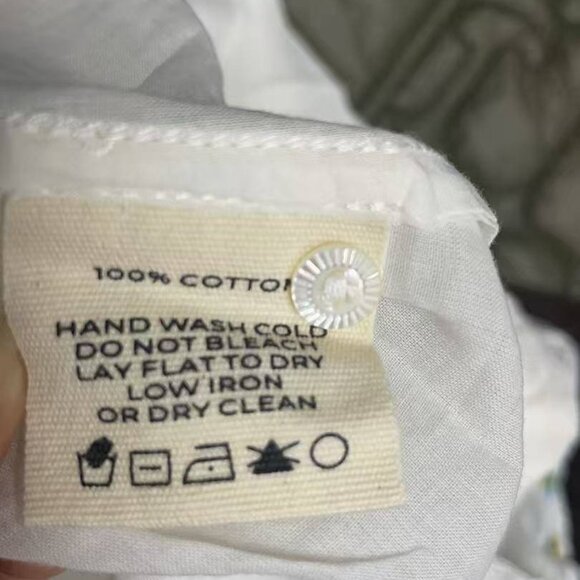 100% COTTON
HAND WASH COLD
DO NOT BLEACH
LAY FLAT TO DRY
LOW IRON
OR DRY CLEAN